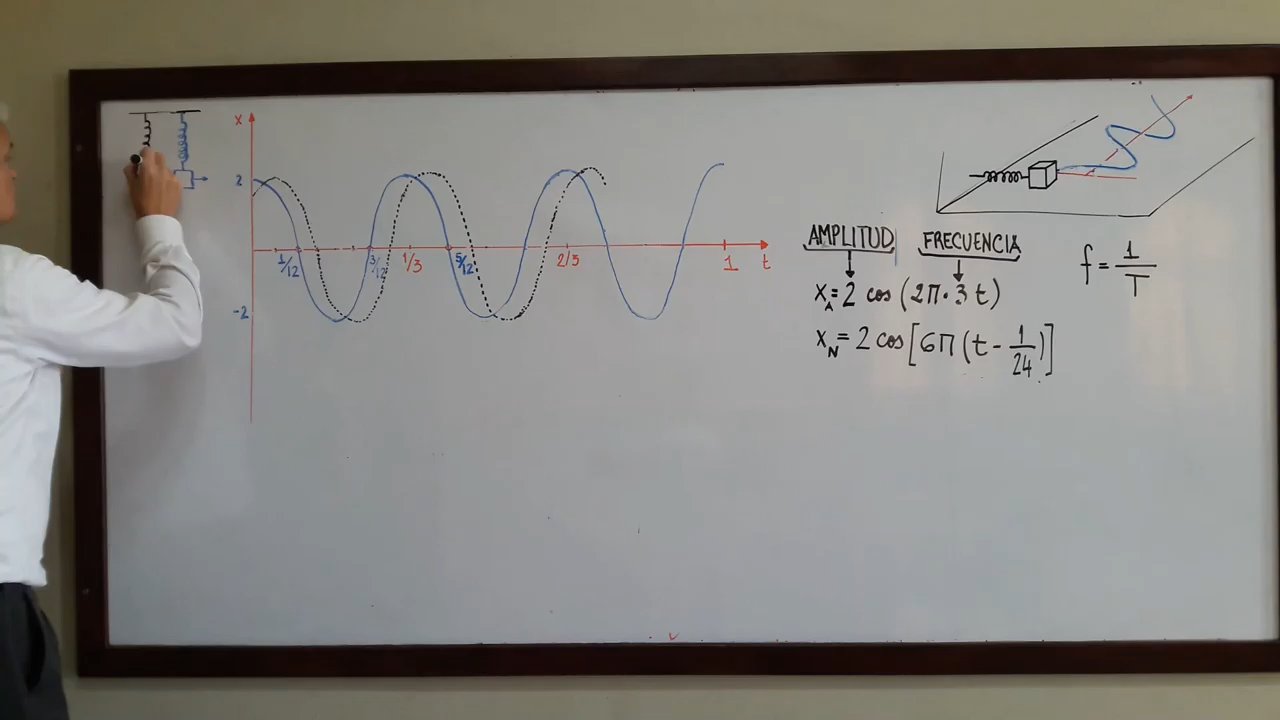 x
2
-2
1/12
3/12
1/3
5/12
2/3
1
t
AMPLITUD FRECUENCIA
X_A = 2 cos (2π · 3 t)
X_N = 2 cos [6π (t - 1/24)]
f = 1/T